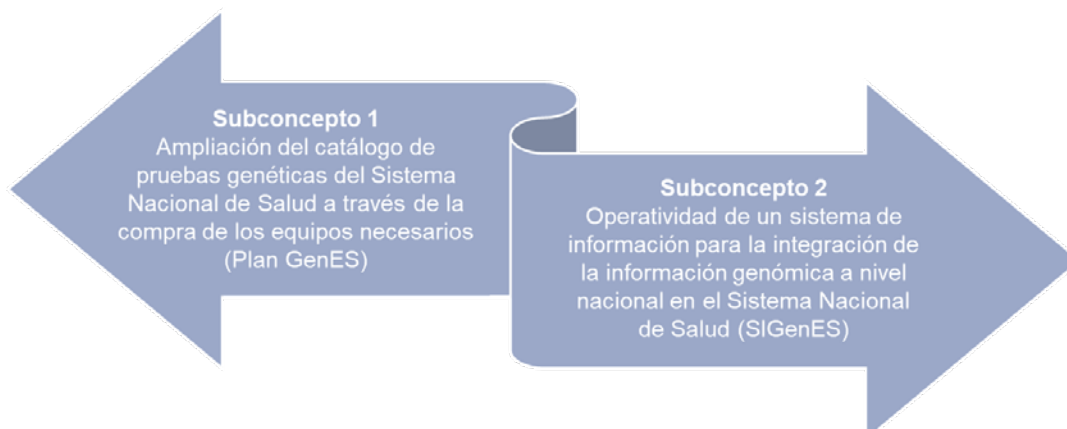 Subconcepto 1
Ampliación del catálogo de
pruebas genéticas del Sistema
Nacional de Salud a través de la
compra de los equipos necesarios
(Plan GenES)
Subconcepto 2
Operatividad de un sistema de
información para la integración de
la información genómica a nivel
nacional en el Sistema Nacional
de Salud (SIGenES)